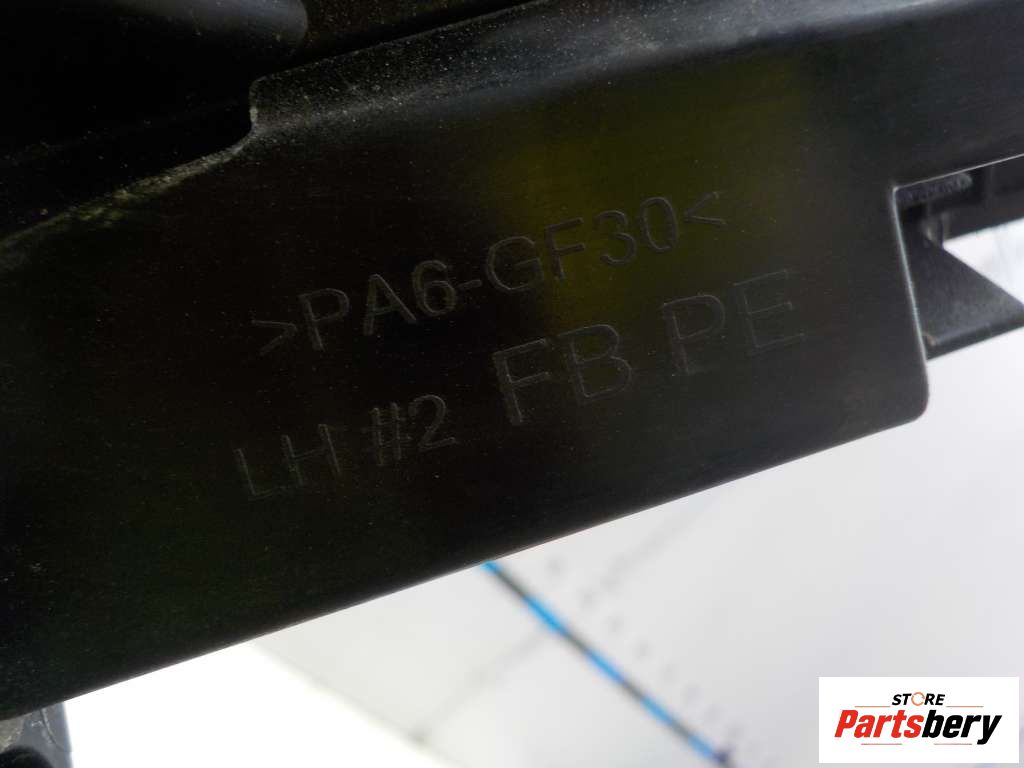 >PA6-GF30<
LH #2 FB PE
STORE
Partsbery